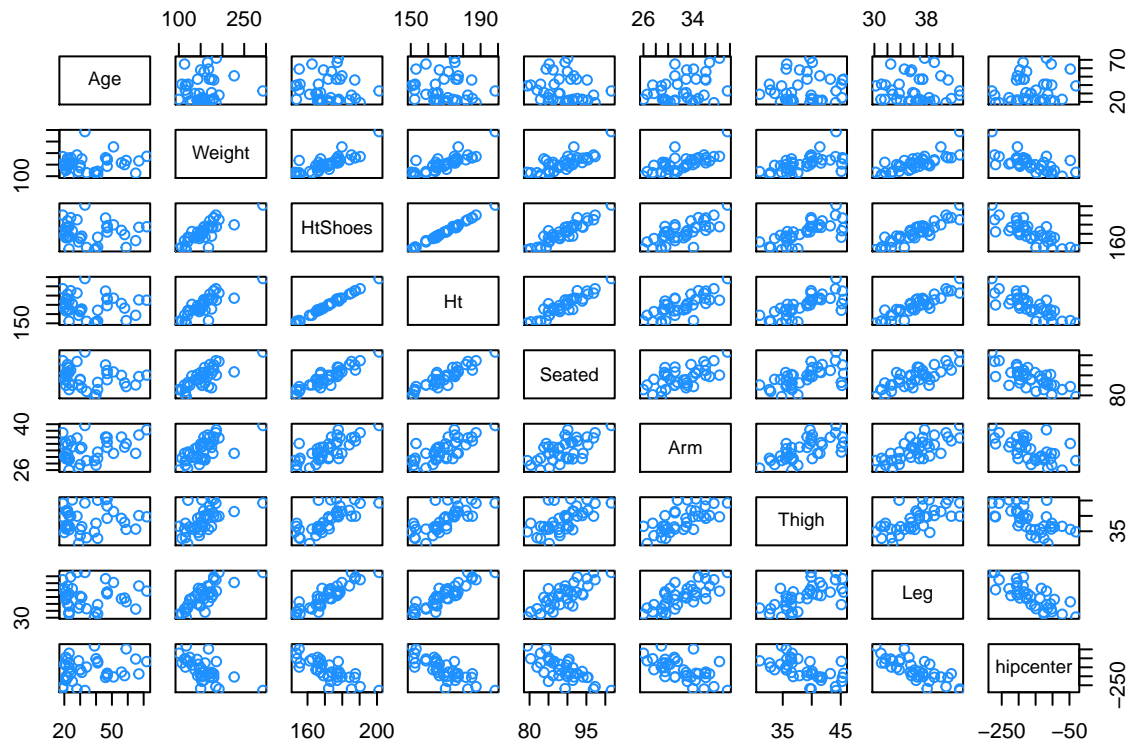 100 250 150 190 26 34 30 38
Age 20 70
100 Weight
HtShoes 160
150 Ht
Seated 80
26 40 Arm
Thigh 35
30 Leg
hipcenter −250
20 50 160 200 80 95 35 45 −250 −50